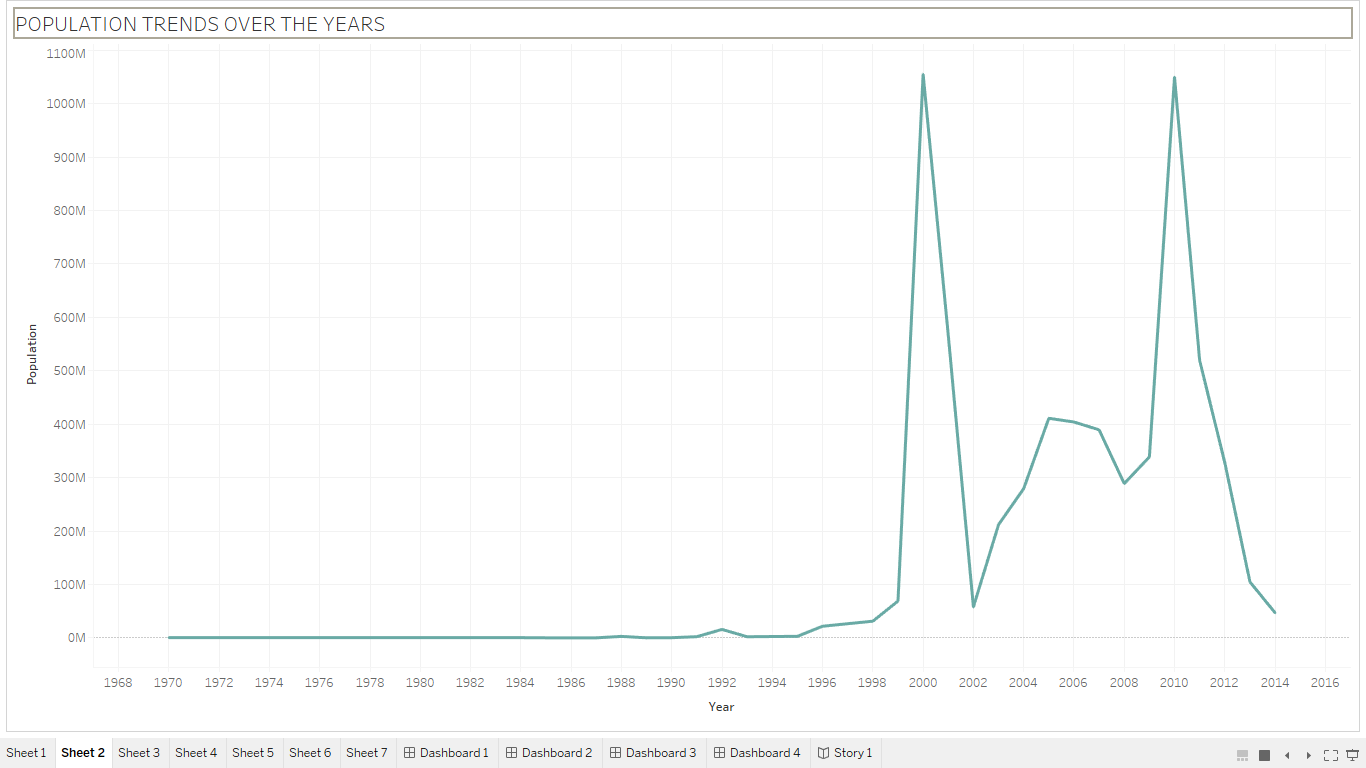 POPULATION TRENDS OVER THE YEARS
1100M
1000M
900M
800M
700M
600M
500M
400M
300M
200M
100M
0M
Population
1968 1970 1972 1974 1976 1978 1980 1982 1984 1986 1988 1990 1992 1994 1996 1998 2000 2002 2004 2006 2008 2010 2012 2014 2016
Year
Sheet 1 Sheet 2 Sheet 3 Sheet 4 Sheet 5 Sheet 6 Sheet 7 Dashboard 1 Dashboard 2 Dashboard 3 Dashboard 4 Story 1